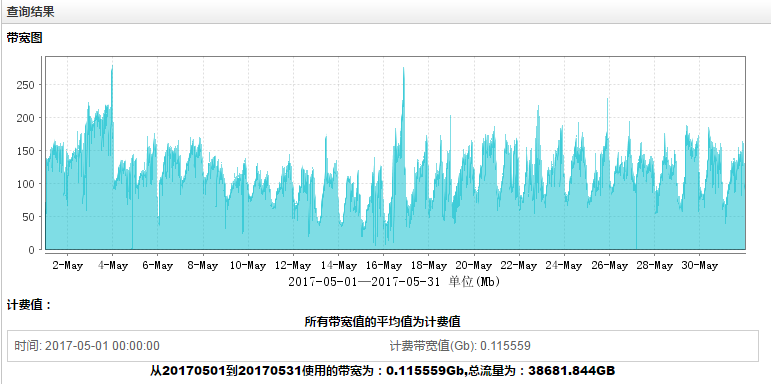 查询结果
带宽图
250
200
150
100
50
0
2-May 4-May 6-May 8-May 10-May 12-May 14-May 16-May 18-May 20-May 22-May 24-May 26-May 28-May 30-May
2017-05-01—2017-05-31 单位(Mb)
计费值：
所有带宽值的平均值为计费值
时间: 2017-05-01 00:00:00 计费带宽值(Gb): 0.115559
从20170501到20170531使用的带宽为：0.115559Gb,总流量为：38681.844GB